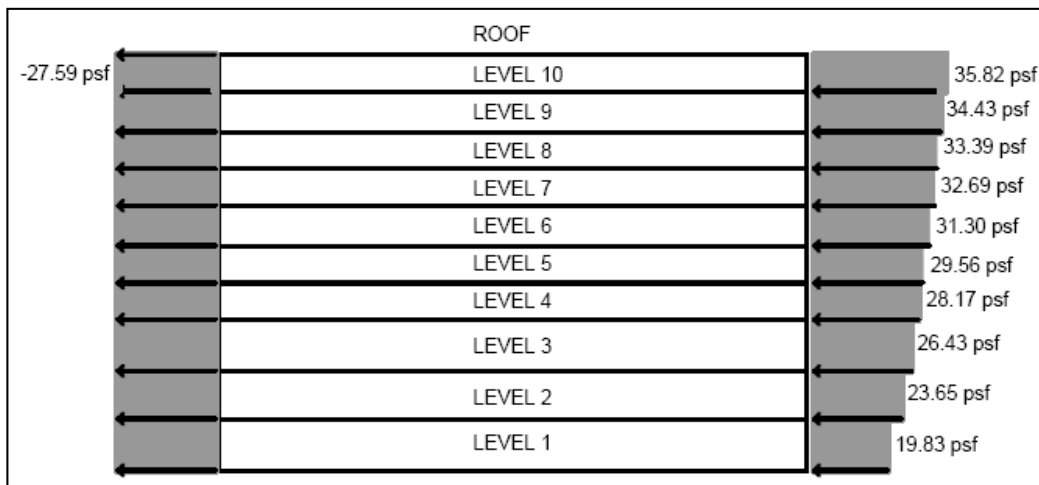 ROOF
-27.59 psf
LEVEL 10
35.82 psf
LEVEL 9
34.43 psf
LEVEL 8
33.39 psf
LEVEL 7
32.69 psf
LEVEL 6
31.30 psf
LEVEL 5
29.56 psf
LEVEL 4
28.17 psf
LEVEL 3
26.43 psf
LEVEL 2
23.65 psf
LEVEL 1
19.83 psf